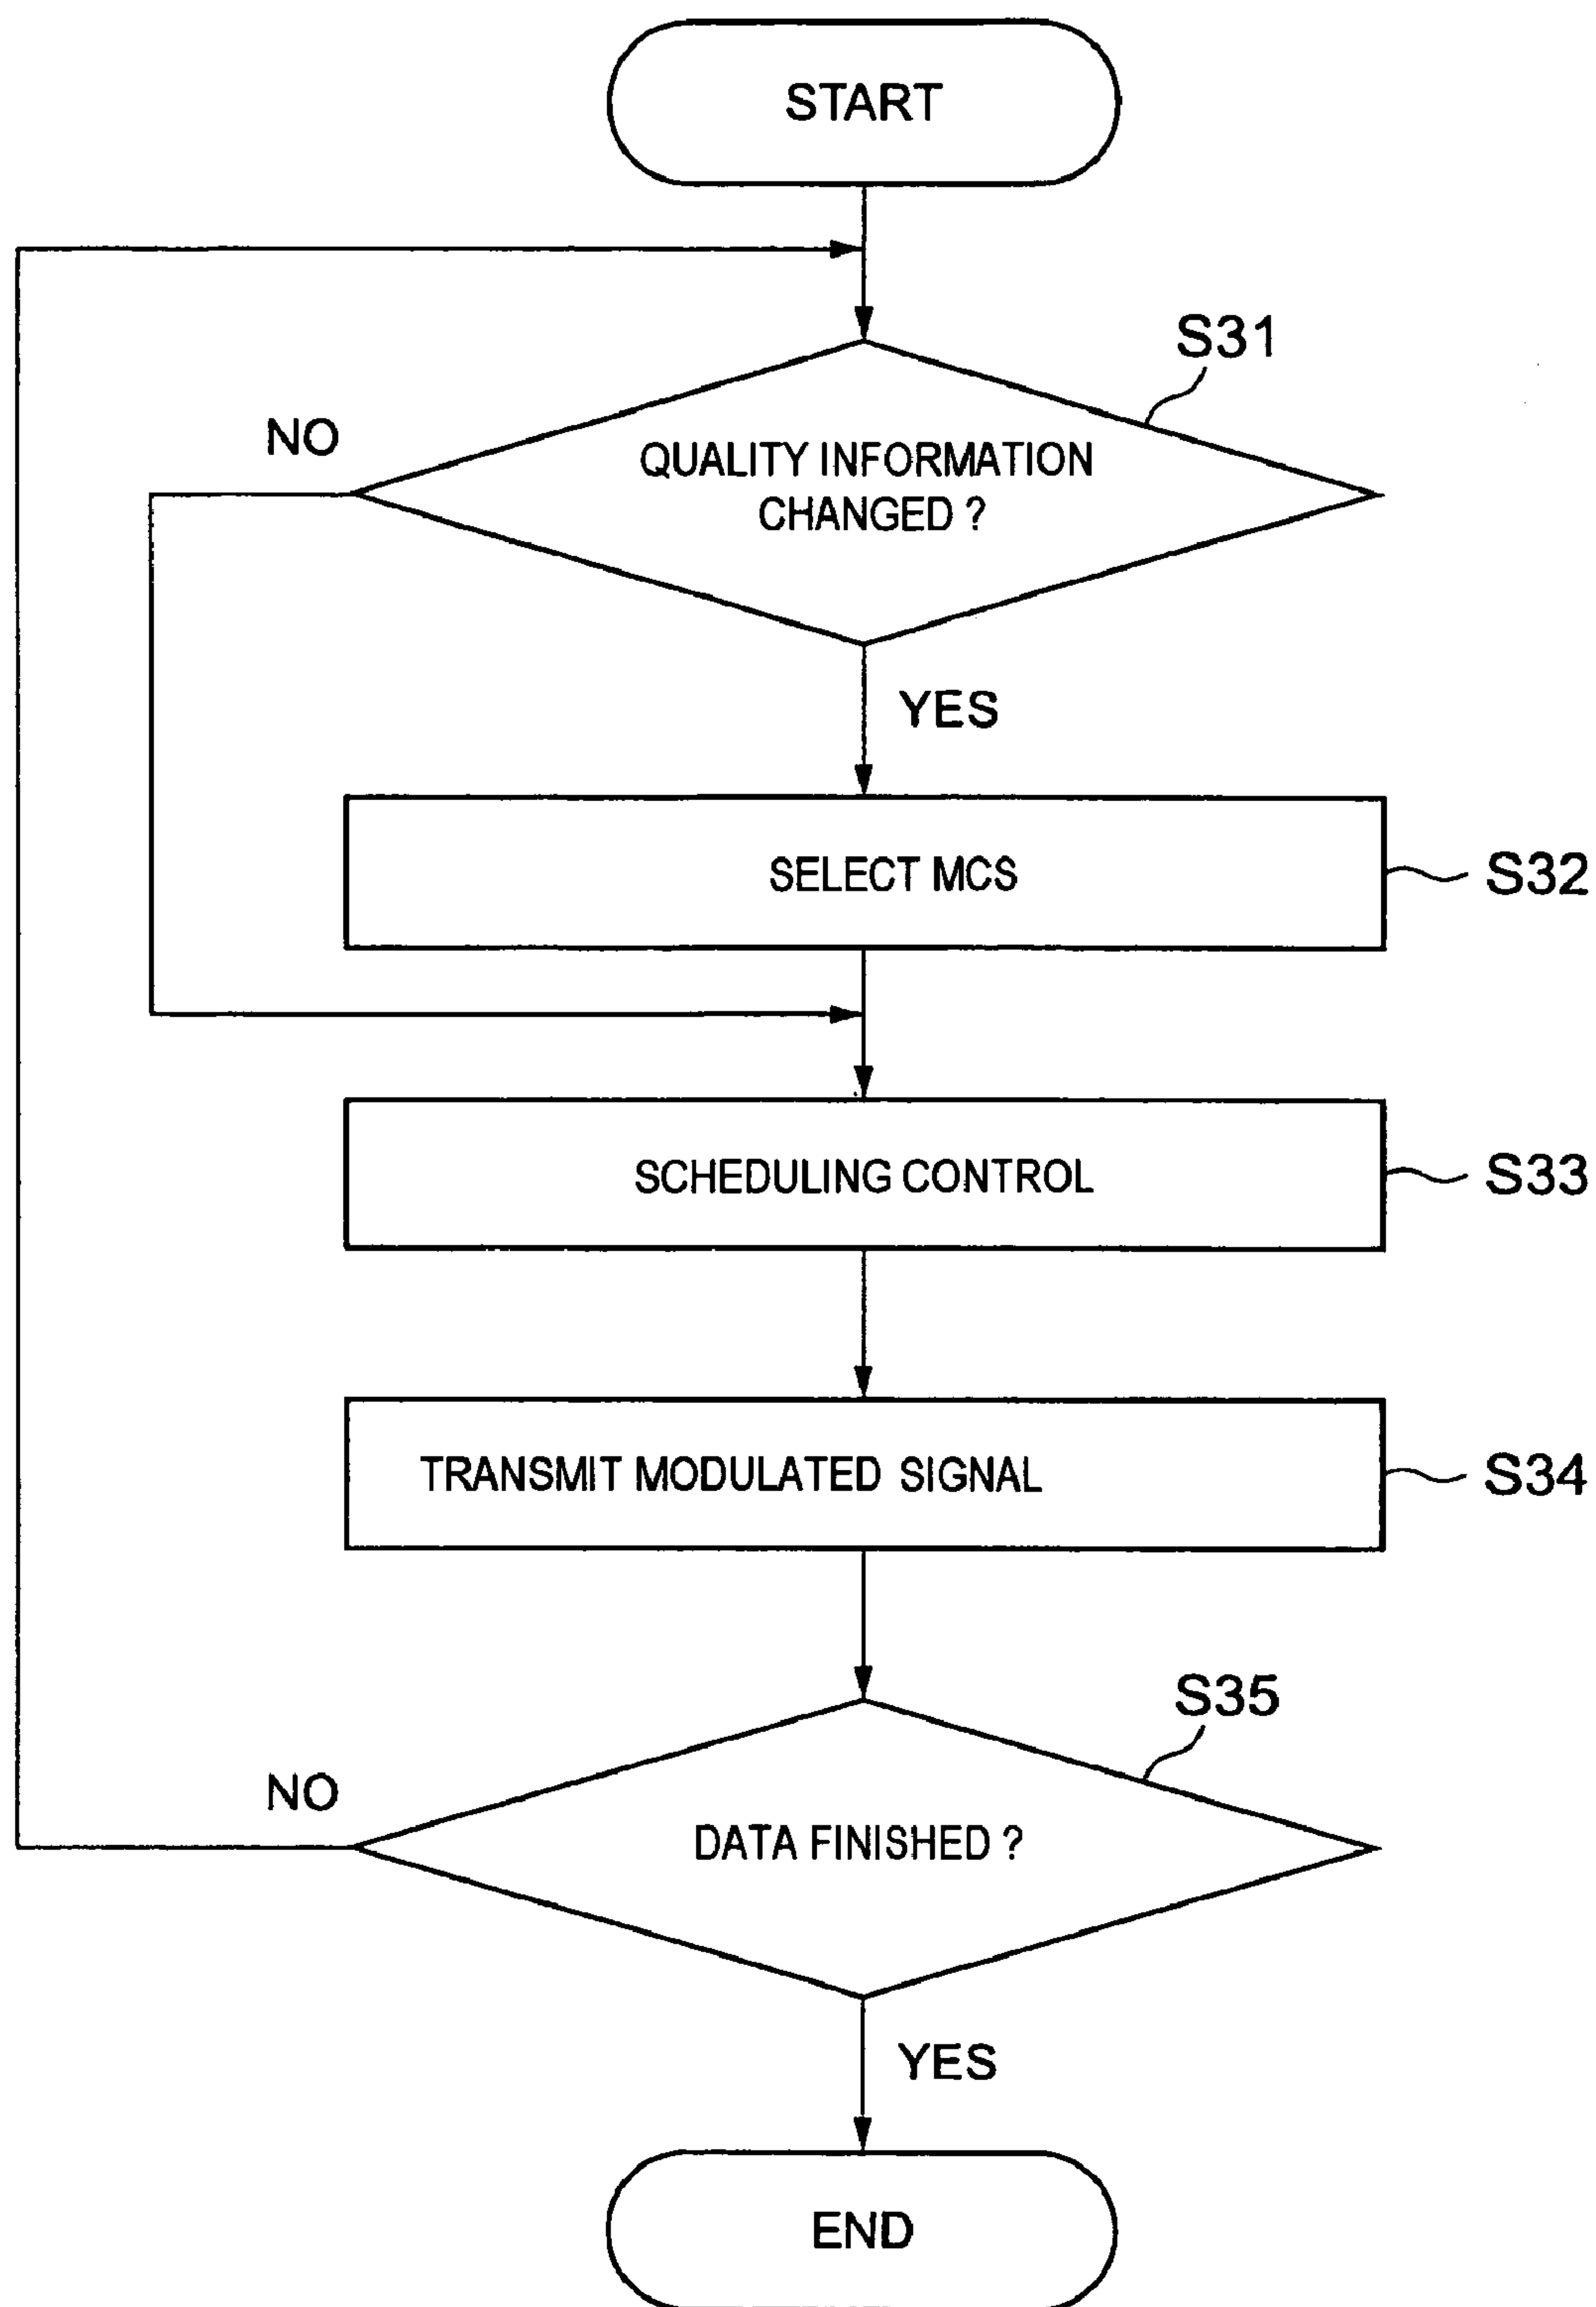 START
S31
NO
QUALITY INFORMATION
CHANGED ?
YES
SELECT MCS
S32
SCHEDULING CONTROL
S33
TRANSMIT MODULATED SIGNAL
S34
S35
NO
DATA FINISHED ?
YES
END